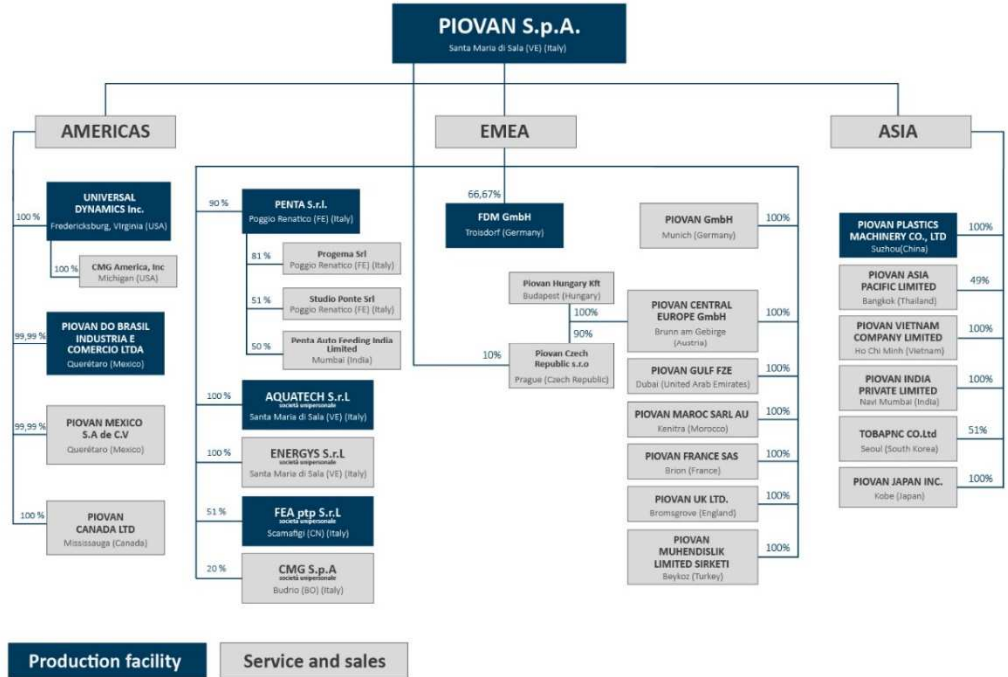 PIOVAN S.p.A.
Santa Maria di Sala (VE) (Italy)
AMERICAS
EMEA
ASIA
100 %
UNIVERSAL
DYNAMICS Inc.
Fredericksburg, Virginia (USA)
100 %
CMG America, Inc
Michigan (USA)
99,99 %
PIOVAN DO BRASIL
INDUSTRIA E
COMERCIO LTDA
Querétaro (Mexico)
99,99 %
PIOVAN MEXICO
S.A de C.V
Querétaro (Mexico)
100 %
PIOVAN
CANADA LTD
Mississauga (Canada)
90 %
PENTA S.r.l.
Poggio Renatico (FE) (Italy)
81 %
Progema Srl
Poggio Renatico (FE) (Italy)
51 %
Studio Ponte Srl
Poggio Renatico (FE) (Italy)
50 %
Penta Auto Feeding India
Limited
Mumbai (India)
100 %
AQUATECH S.r.L
società unipersonale
Santa Maria di Sala (VE) (Italy)
100 %
ENERGYS S.r.L
società unipersonale
Santa Maria di Sala (VE) (Italy)
51 %
FEA ptp S.r.L
società unipersonale
Scarnafigi (CN) (Italy)
20 %
CMG S.p.A
società unipersonale
Budrio (BO) (Italy)
66,67%
FDM GmbH
Troisdorf (Germany)
Piovan Hungary Kft
Budapest (Hungary)
100%
90%
10%
Piovan Czech
Republic s.r.o
Prague (Czech Republic)
PIOVAN GmbH
Munich (Germany)
100%
PIOVAN CENTRAL
EUROPE GmbH
Brunn am Gebirge
(Austria)
100%
PIOVAN GULF FZE
Dubai (United Arab Emirates)
100%
PIOVAN MAROC SARL AU
Kenitra (Morocco)
100%
PIOVAN FRANCE SAS
Brion (France)
100%
PIOVAN UK LTD.
Bromsgrove (England)
100%
PIOVAN
MUHENDISLIK
LIMITED SIRKETI
Beykoz (Turkey)
100%
PIOVAN PLASTICS
MACHINERY CO., LTD
Suzhou(China)
100%
PIOVAN ASIA
PACIFIC LIMITED
Bangkok (Thailand)
49%
PIOVAN VIETNAM
COMPANY LIMITED
Ho Chi Minh (Vietnam)
100%
PIOVAN INDIA
PRIVATE LIMITED
Navi Mumbai (India)
100%
TOBAPNC CO.Ltd
Seoul (South Korea)
51%
PIOVAN JAPAN INC.
Kobe (Japan)
100%
Production facility
Service and sales